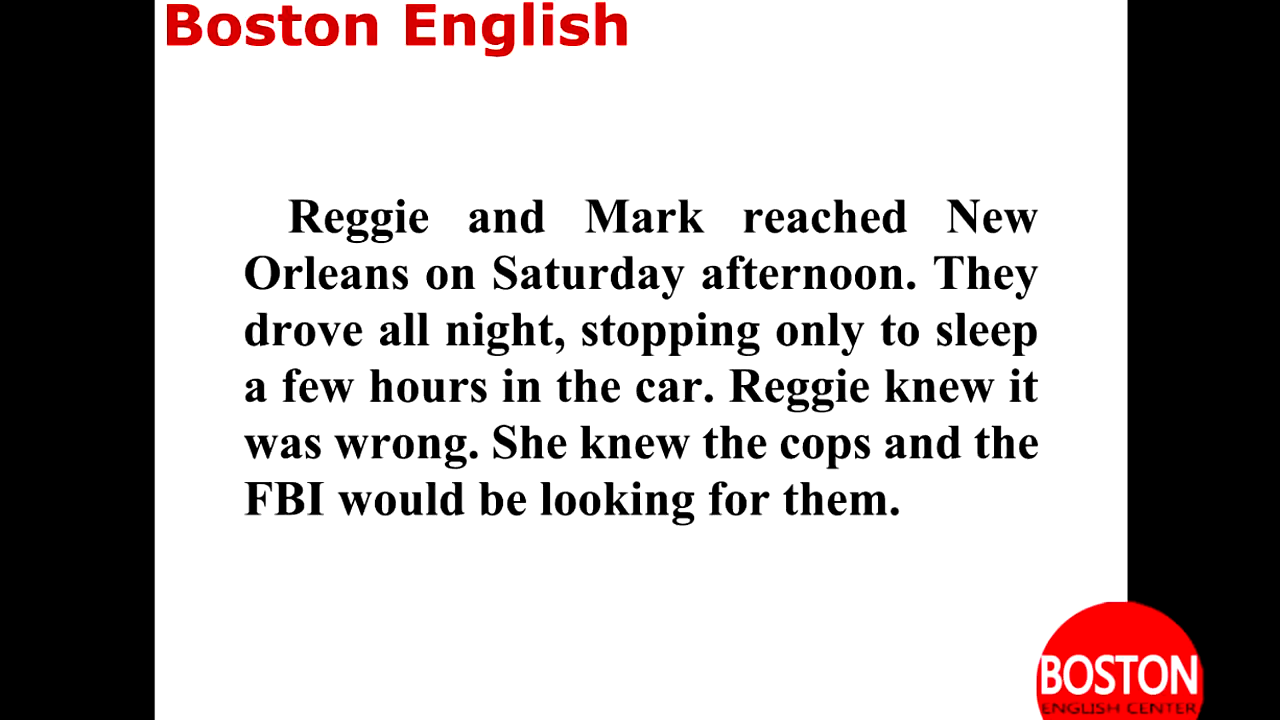 Boston English
Reggie and Mark reached New
Orleans on Saturday afternoon. They
drove all night, stopping only to sleep
a few hours in the car. Reggie knew it
was wrong. She knew the cops and the
FBI would be looking for them.
BOSTON
ENGLISH CENTER